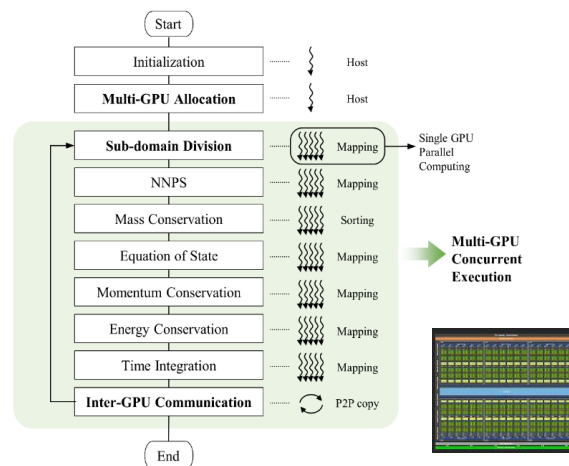 Start
Initialization Host
Multi-GPU Allocation Host
Sub-domain Division Mapping
Single GPU
Parallel
Computing
NNPS Mapping
Mass Conservation Sorting
Equation of State Mapping
Multi-GPU
Concurrent
Execution
Momentum Conservation Mapping
Energy Conservation Mapping
Time Integration Mapping
Inter-GPU Communication P2P copy
End